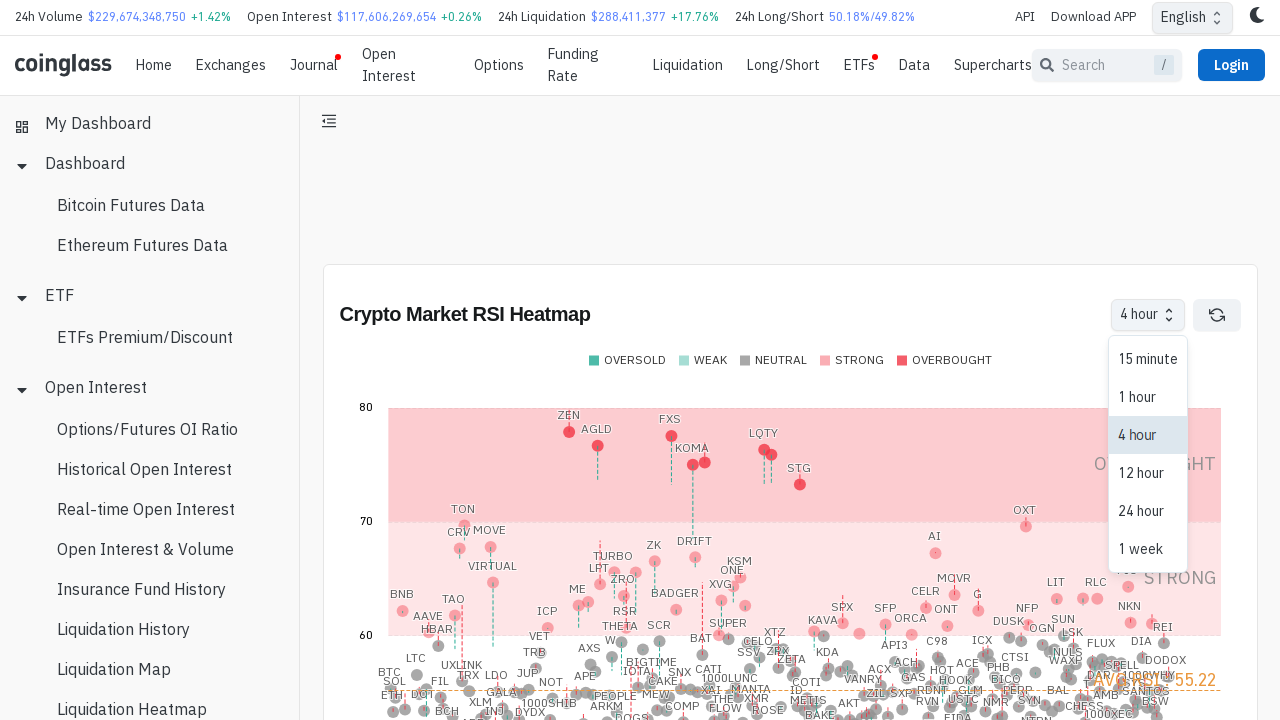 24h Volume $229,674,348,750 +1.42% Open Interest $117,606,269,654 +0.26% 24h Liquidation $288,411,377 +17.76% 24h Long/Short 50.18%/49.82% API Download APP English
coinglass Home Exchanges Journal Open Interest Options Funding Rate Liquidation Long/Short ETFs Data Supercharts Search / Login
My Dashboard
Dashboard
Bitcoin Futures Data
Ethereum Futures Data
ETF
ETFs Premium/Discount
Open Interest
Options/Futures OI Ratio
Historical Open Interest
Real-time Open Interest
Open Interest & Volume
Insurance Fund History
Liquidation History
Liquidation Map
Liquidation Heatmap
Crypto Market RSI Heatmap
4 hour
15 minute
1 hour
4 hour
12 hour
24 hour
1 week
OVERSOLD WEAK NEUTRAL STRONG OVERBOUGHT
80
ZEN
AGLD
FXS
KOMA
LQTY
STG
70
TON
OXT
CRV MOVE
AI
VIRTUAL
TURBO
ZK
DRIFT
LPT
KSM
ONE
STRONG
BNB
TAO
ME
ZRO
BADGER
XVG
CELR
MOVR
G
LIT
RLC
AAVE
HBAR
ICP
RSR
THETA
SCR
SUPER
SPX
KAVA
SFP
ORCA
ONT
NFP
DUSK
OGN
SUN
LSK
NKN
REI
60
VET
TRB
W
BAT
XTZ
CELO
SSV
ZRX
ZETA
KDA
API3
C98
ICX
CTSI
NULS
WAXP
FLUX
DIA
DODOX
LTC
BTC
SOL
ETH
DOT
FIL
UXLINK
TRX
LDO
JUP
NOT
AXS
APE
BIGTIME
IOTA
SNX
CAKE
CATI
1000LUNC
XAI
MANTA
COTI
VANRY
ACX
ACH
GAS
HOT
HOOK
ACE
PHB
BICO
SPELL
1000WHY
AVG RSI : 55.22
BCH
XLM
INJ
GALA
DYDX
1000SHIB
PEOPLE
ARKM
MEW
DOGS
COMP
FLOW
ROSE
METIS
BAKE
AKT
ZIL
RVN
GLM
USTC
NMR
PERP
SYN
BAL
CHESS
AMB
SANTOS
BSW